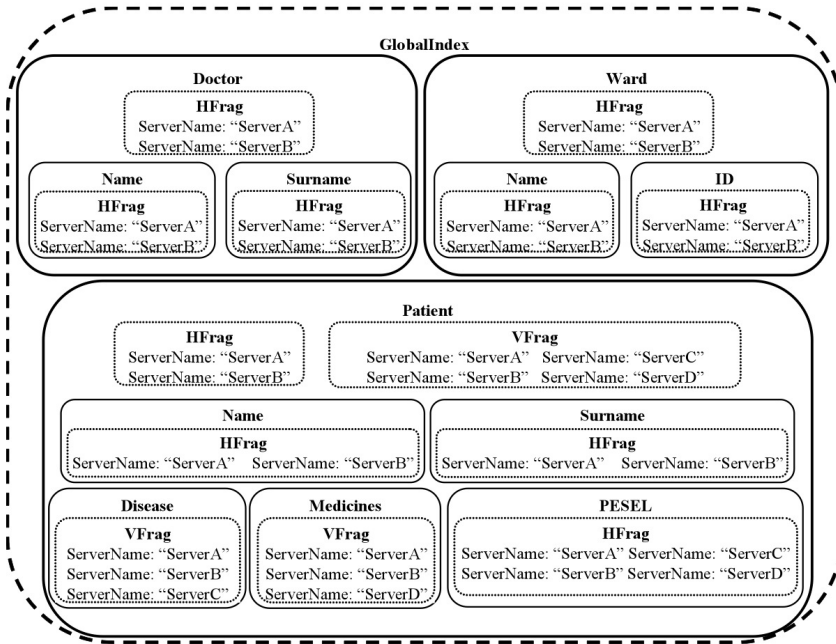 GlobalIndex
Doctor
HFrag
ServerName: “ServerA”
ServerName: “ServerB”
Name
HFrag
ServerName: “ServerA”
ServerName: “ServerB”
Surname
HFrag
ServerName: “ServerA”
ServerName: “ServerB”
Ward
HFrag
ServerName: “ServerA”
ServerName: “ServerB”
Name
HFrag
ServerName: “ServerA”
ServerName: “ServerB”
ID
HFrag
ServerName: “ServerA”
ServerName: “ServerB”
Patient
HFrag
ServerName: “ServerA”
ServerName: “ServerB”
VFrag
ServerName: “ServerA” ServerName: “ServerC”
ServerName: “ServerB” ServerName: “ServerD”
Name
HFrag
ServerName: “ServerA” ServerName: “ServerB”
Surname
HFrag
ServerName: “ServerA” ServerName: “ServerB”
Disease
VFrag
ServerName: “ServerA”
ServerName: “ServerB”
ServerName: “ServerC”
Medicines
VFrag
ServerName: “ServerA”
ServerName: “ServerB”
ServerName: “ServerD”
PESEL
HFrag
ServerName: “ServerA” ServerName: “ServerC”
ServerName: “ServerB” ServerName: “ServerD”